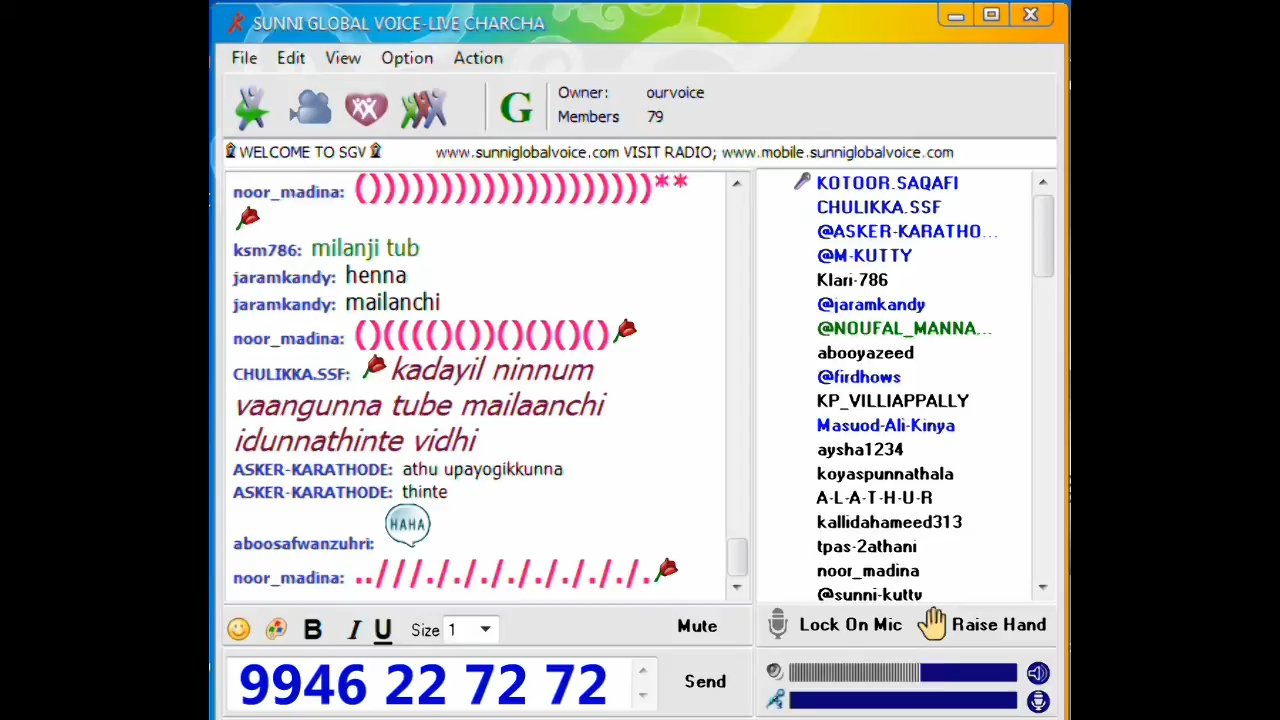 SUNNI GLOBAL VOICE-LIVE CHARCHA
File Edit View Option Action
G
Owner: ourvoice
Members 79
WELCOME TO SGV www.sunniglobalvoice.com VISIT RADIO; www.mobile.sunniglobalvoice.com
noor_madina: ())))))))))))))))))))**
ksm786: milanji tub
jaramkandy: henna
jaramkandy: mailanchi
noor_madina: ()(((()())()()()()
CHULIKKA.SSF: kadayil ninnum
vaangunna tube mailaanchi
idunnathinte vidhi
ASKER-KARATHODE: athu upayogikkunna
ASKER-KARATHODE: thinte
HAHA
aboosafwanzuhri:
noor_madina: ..///./././././././././.
KOTOOR.SAQAFI
CHULIKKA.SSF
@ASKER-KARATHO...
@M-KUTTY
Klari-786
@jaramkandy
@NOUFAL_MANNA...
abooyazeed
@firdhows
KP_VILLIAPPALLY
Masuod-Ali-Kinya
aysha1234
koyaspunnathala
A-L-A-T-H-U-R
kallidahameed313
tpas-2athani
noor_madina
@sunni-kutty
B I U Size 1 Mute
Lock On Mic Raise Hand
9946 22 72 72 Send